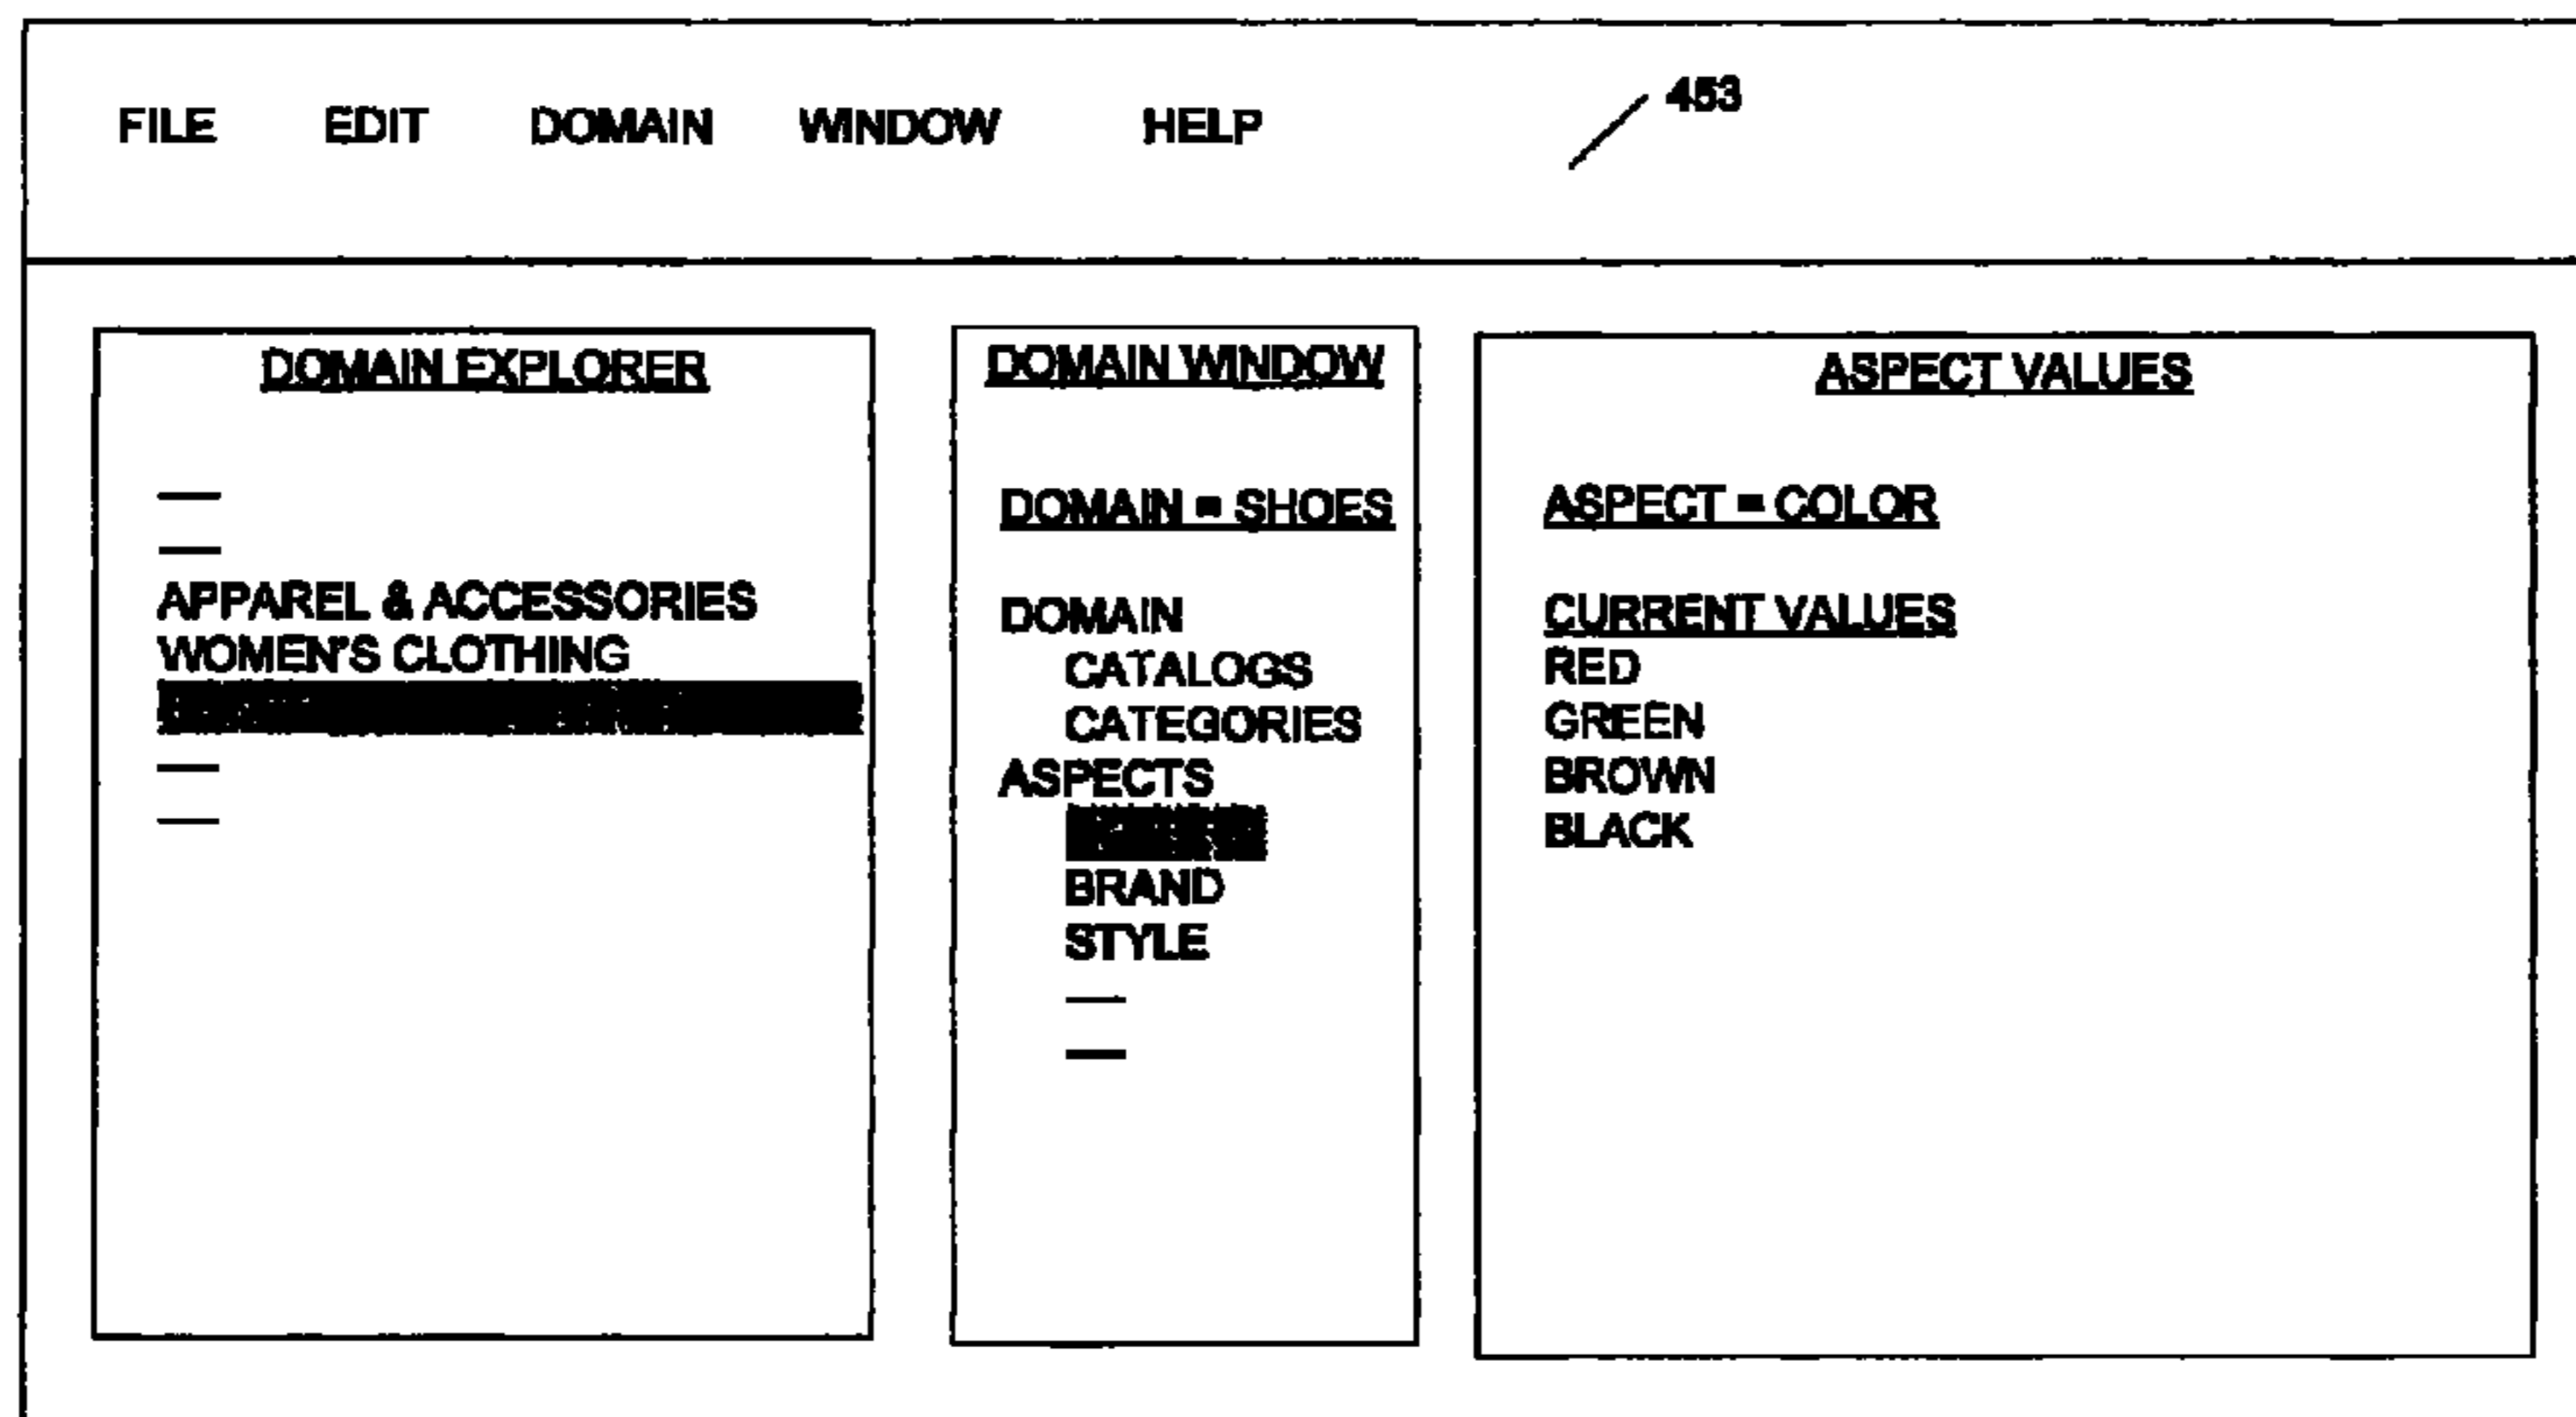 FILE EDIT DOMAIN WINDOW HELP
453
DOMAIN EXPLORER
APPAREL & ACCESSORIES
WOMEN'S CLOTHING
DOMAIN WINDOW
DOMAIN = SHOES
DOMAIN
CATALOGS
CATEGORIES
ASPECTS
BRAND
STYLE
ASPECT VALUES
ASPECT = COLOR
CURRENT VALUES
RED
GREEN
BROWN
BLACK